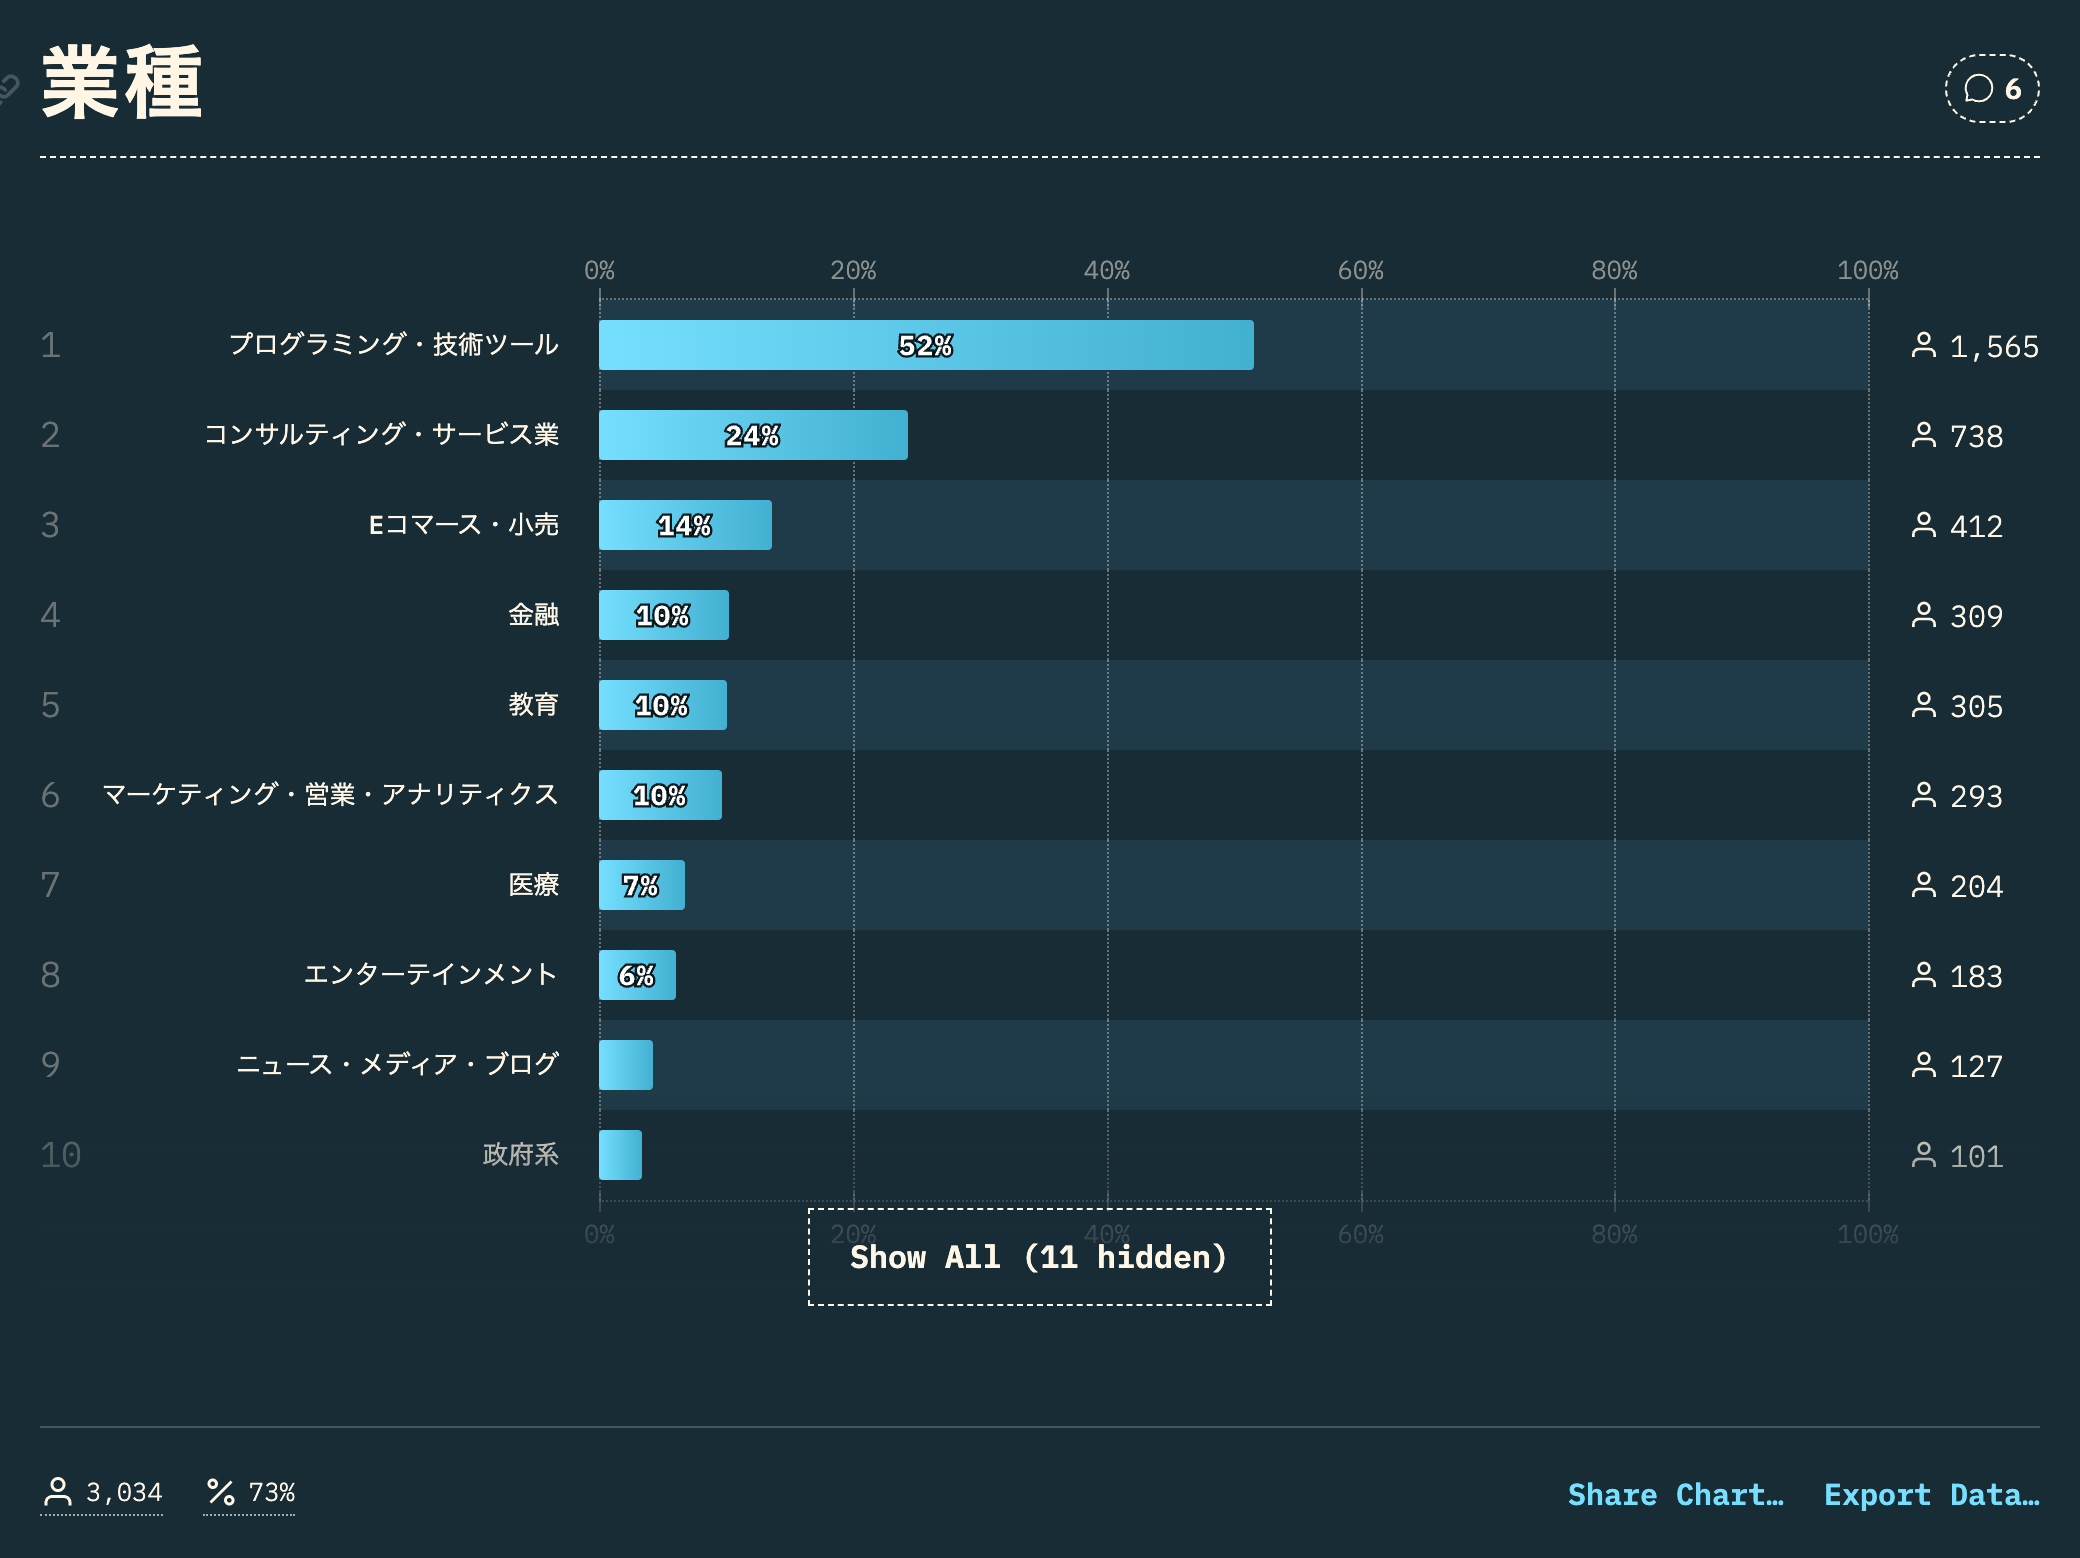 業種
6
0% 20% 40% 60% 80% 100%
1 プログラミング・技術ツール 52% 1,565
2 コンサルティング・サービス業 24% 738
3 Eコマース・小売 14% 412
4 金融 10% 309
5 教育 10% 305
6 マーケティング・営業・アナリティクス 10% 293
7 医療 7% 204
8 エンターテインメント 6% 183
9 ニュース・メディア・ブログ 127
10 政府系 101
0% 20% 40% 60% 80% 100%
Show All (11 hidden)
3,034 73% Share Chart… Export Data…